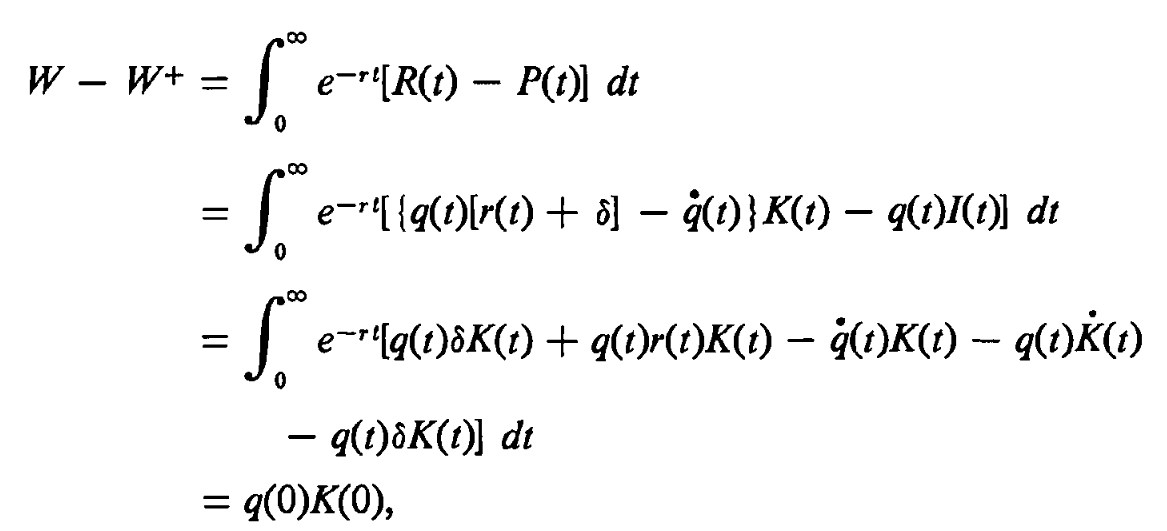 W − W⁺ = ∫₀^∞ e^{−rt}[R(t) − P(t)] dt
= ∫₀^∞ e^{−rt}[{q(t)[r(t) + δ] − q̇(t)}K(t) − q(t)I(t)] dt
= ∫₀^∞ e^{−rt}[q(t)δK(t) + q(t)r(t)K(t) − q̇(t)K(t) − q(t)K̇(t)
− q(t)δK(t)] dt
= q(0)K(0),